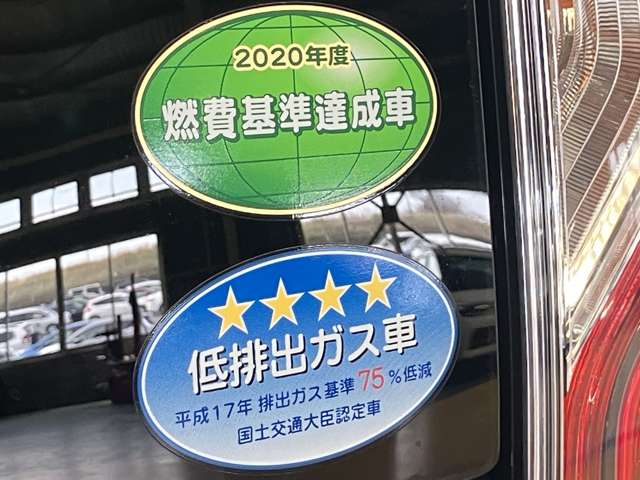 2020年度
燃費基準達成車
★★★★
低排出ガス車
平成17年 排出ガス基準75%低減
国土交通大臣認定車